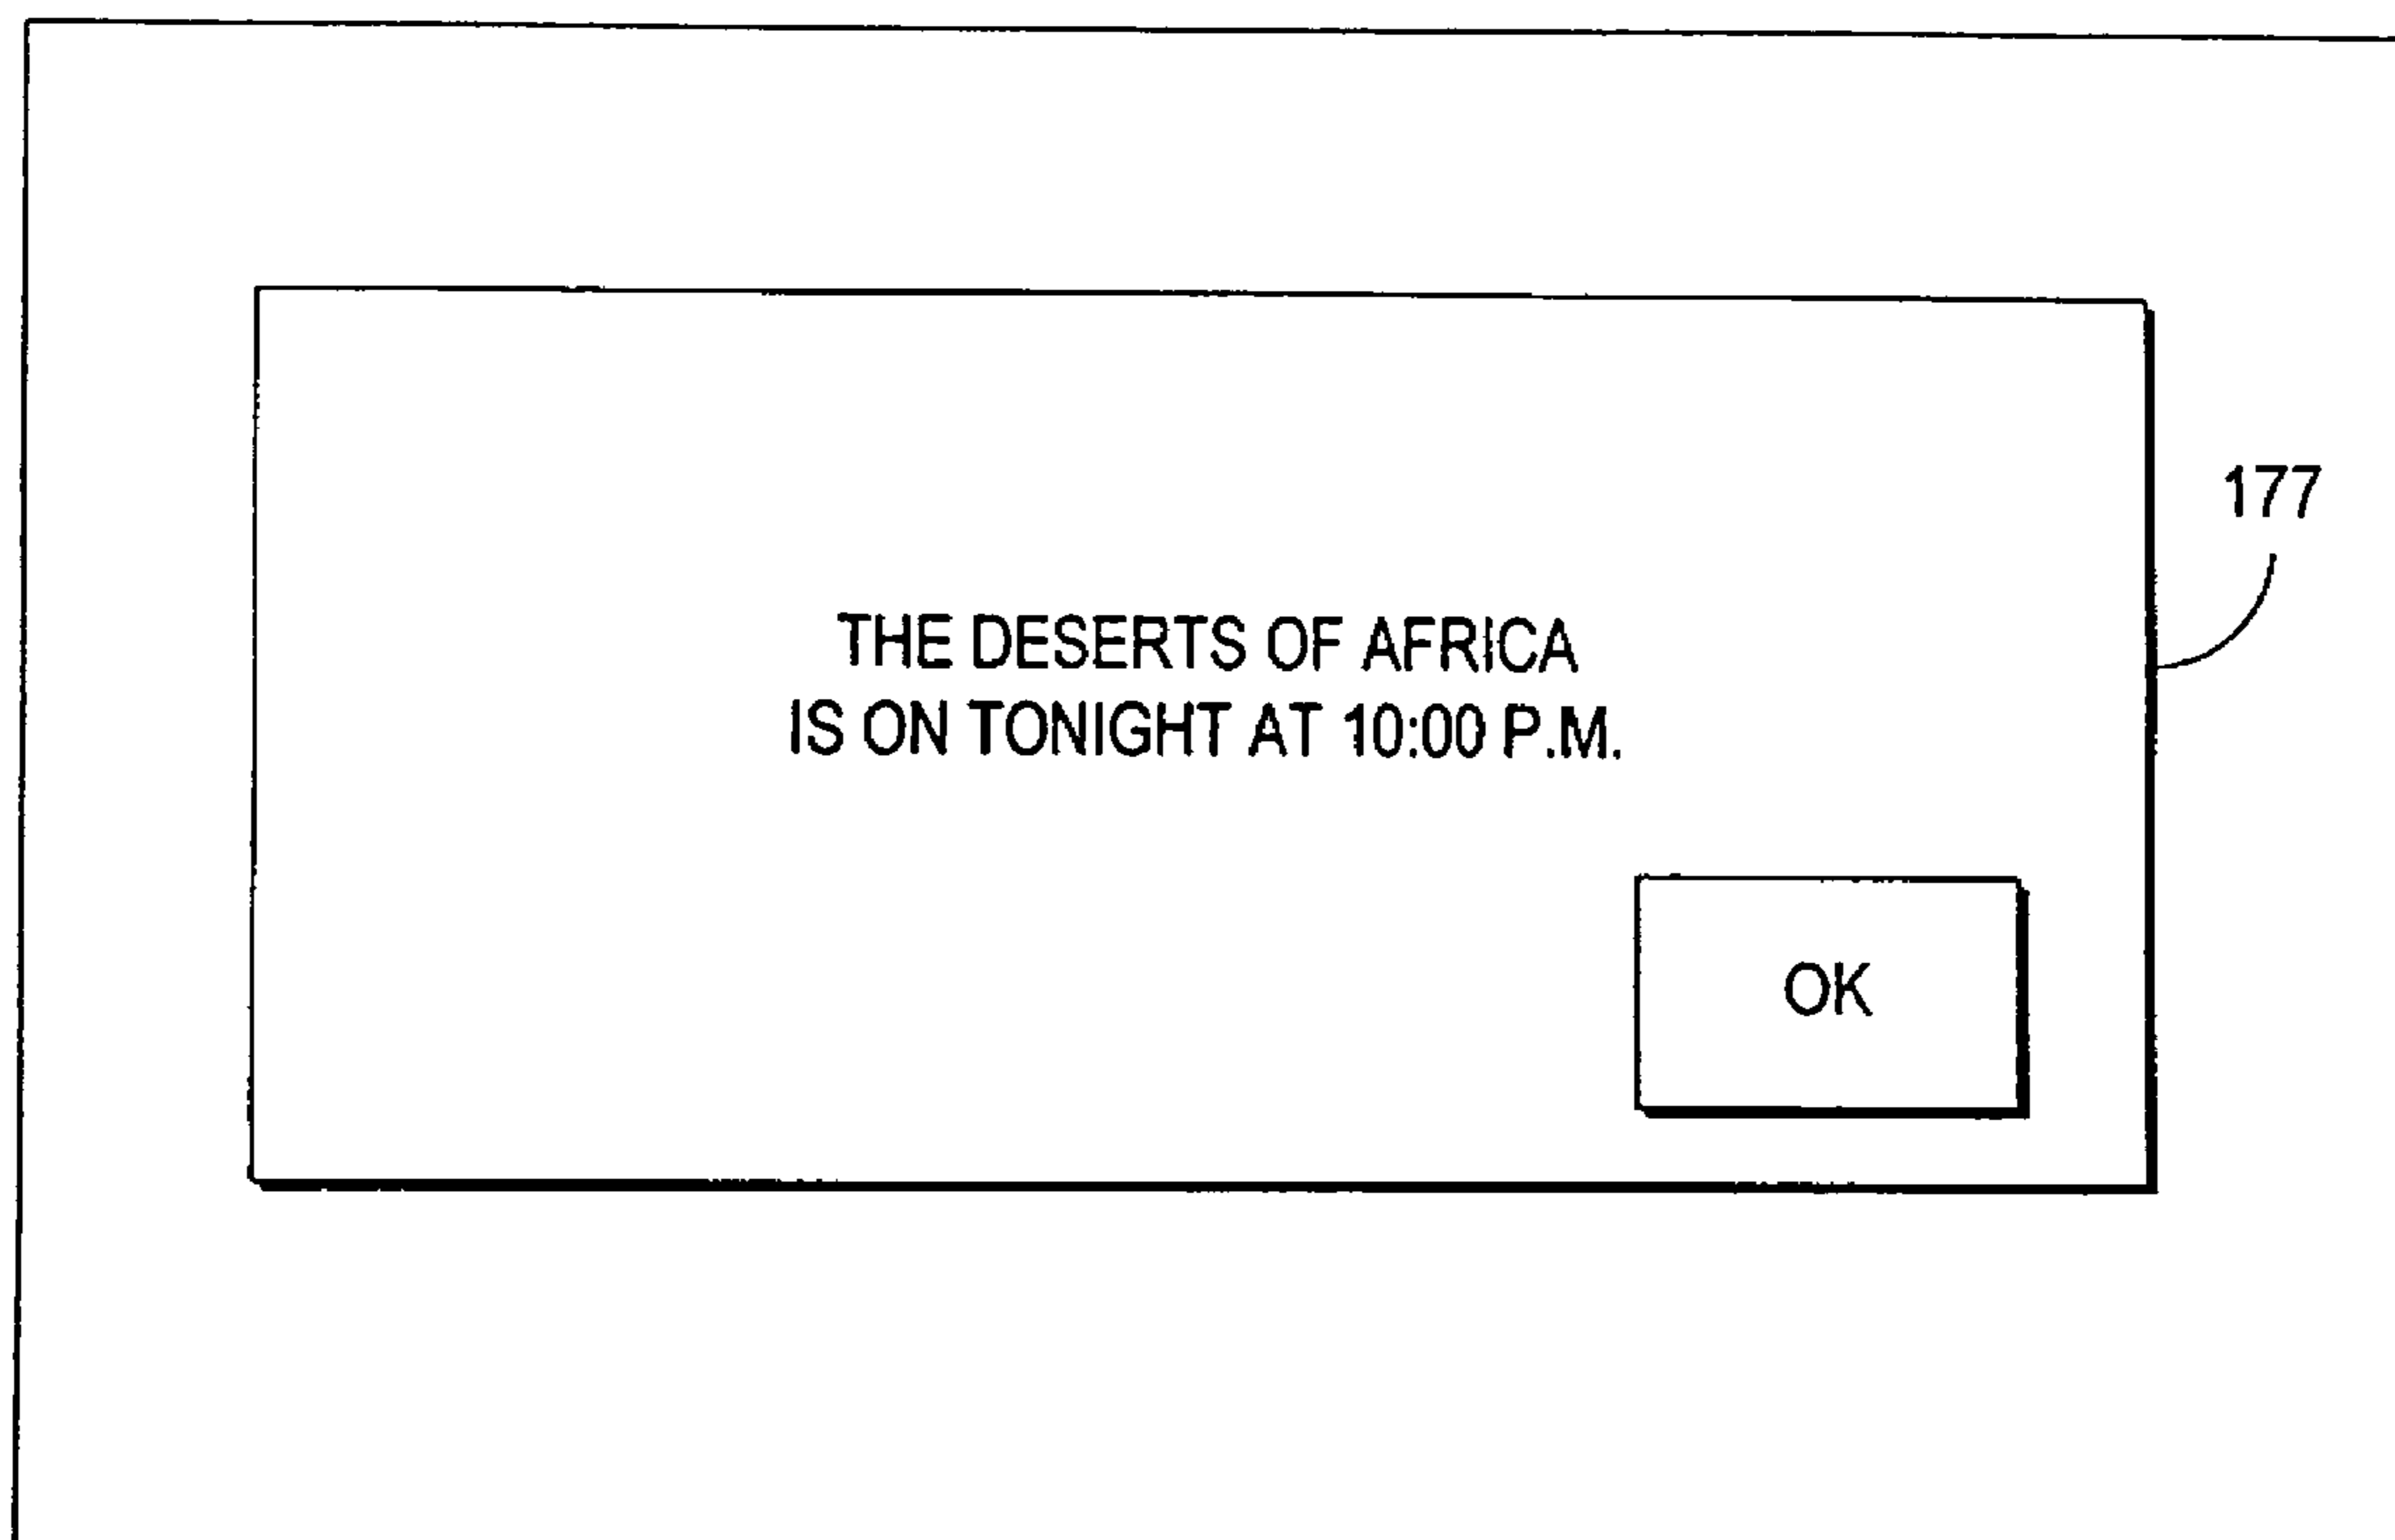 177
THE DESERTS OF AFRICA
IS ON TONIGHT AT 10:00 P.M.
OK